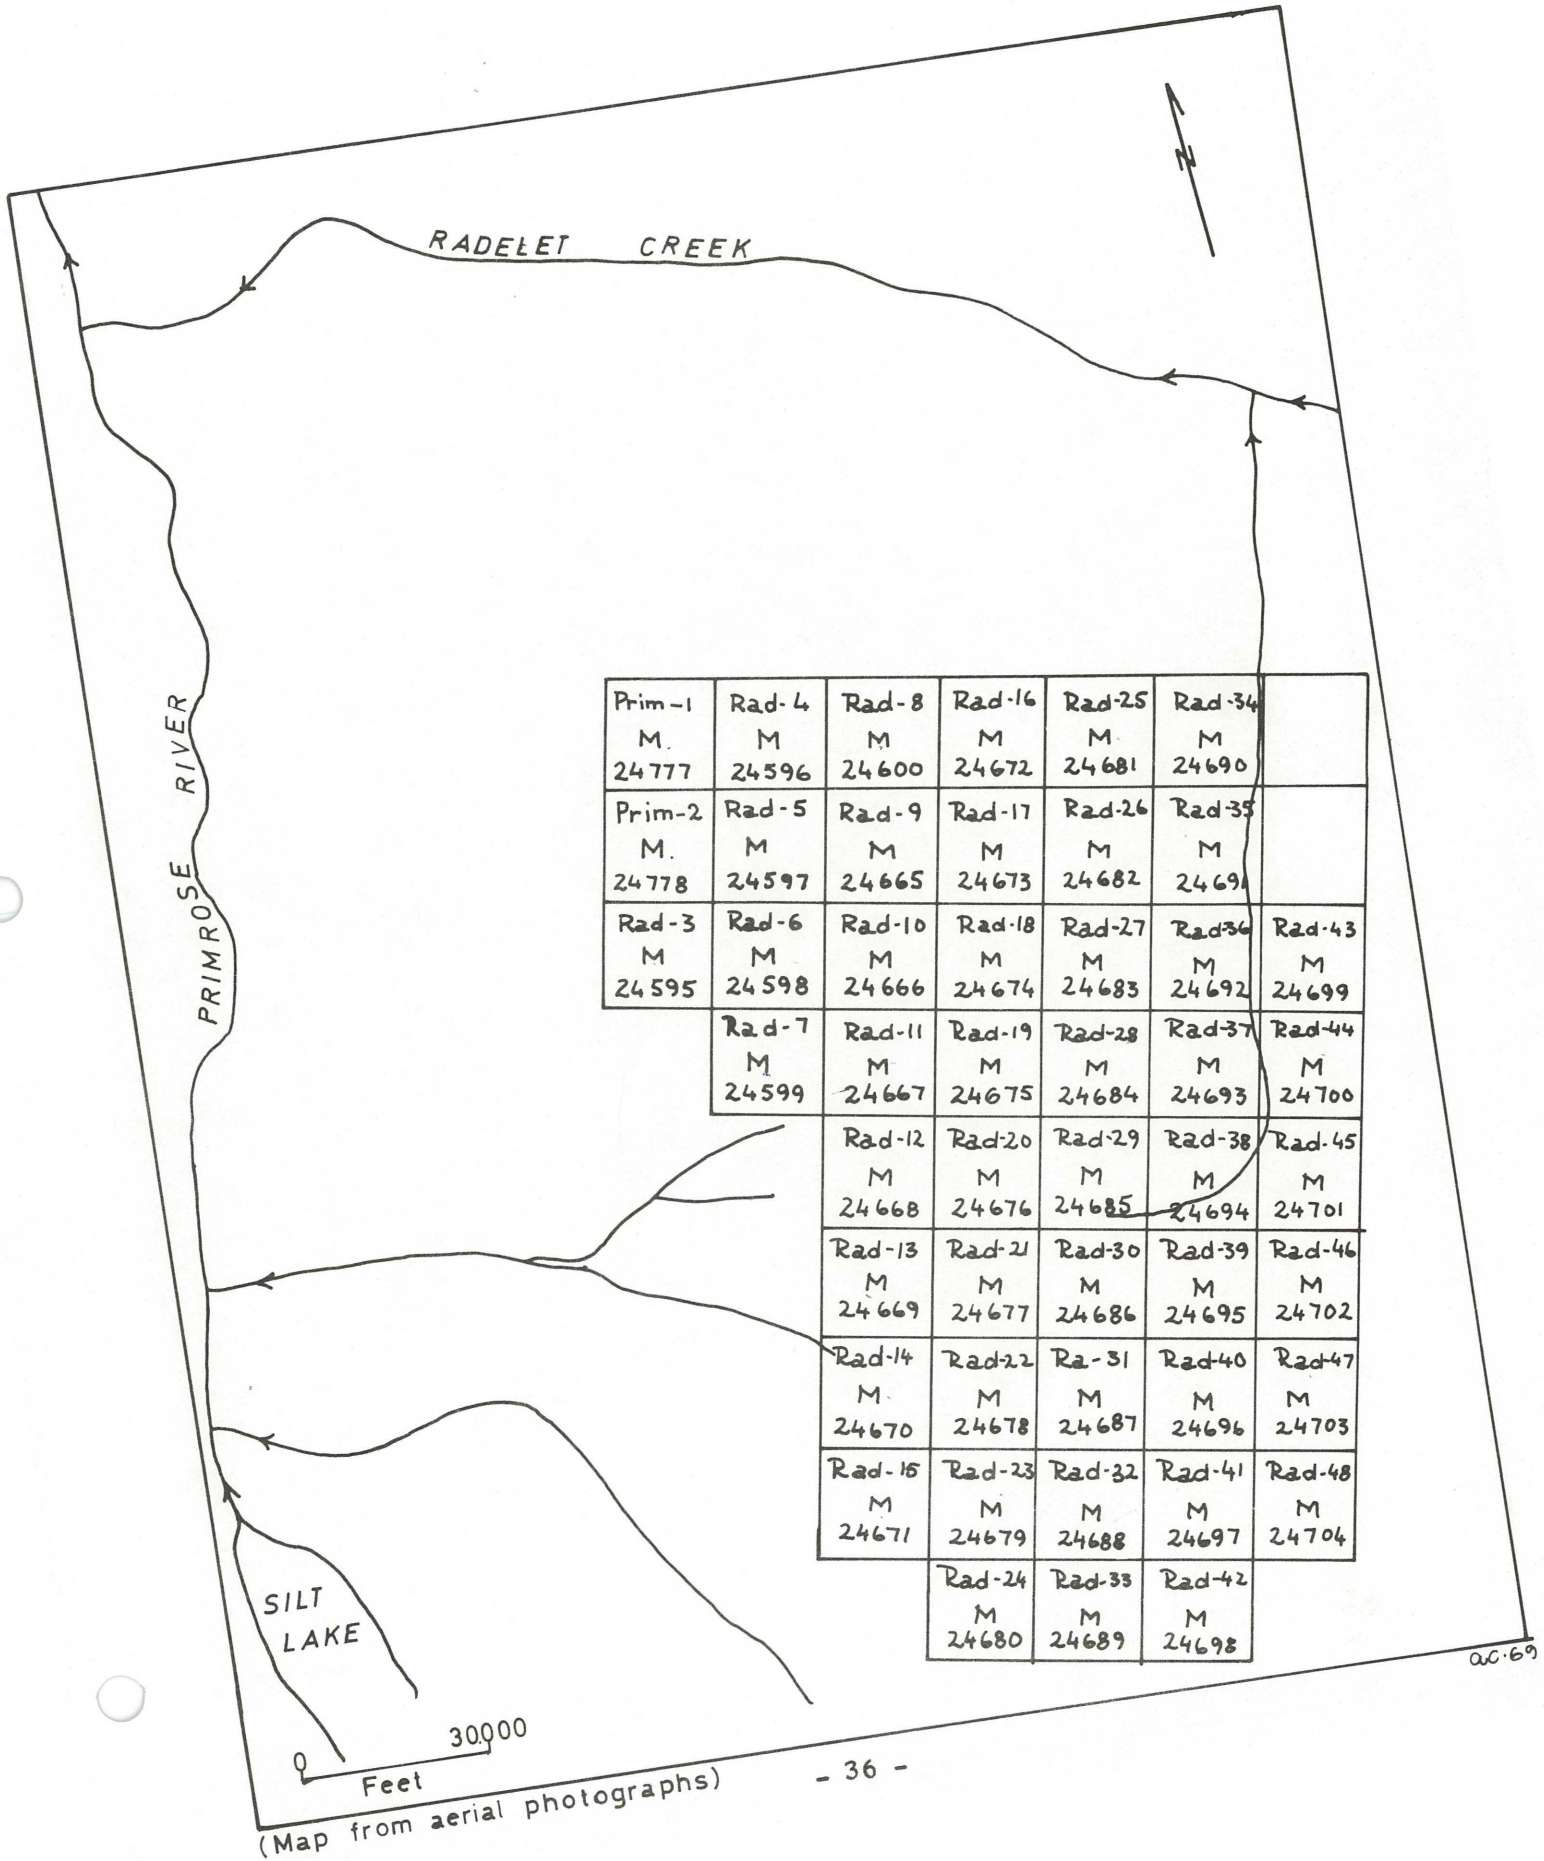 N
RADELET CREEK
PRIMROSE RIVER
Prim-1 Rad-4 Rad-8 Rad-16 Rad-25 Rad-34
M. M M M M M
24777 24596 24600 24672 24681 24690
Prim-2 Rad-5 Rad-9 Rad-17 Rad-26 Rad-35
M. M M M M M
24778 24597 24665 24673 24682 24691
Rad-3 Rad-6 Rad-10 Rad-18 Rad-27 Rad-36 Rad-43
M M M M M M M
24595 24598 24666 24674 24683 24692 24699
Rad-7 Rad-11 Rad-19 Rad-28 Rad-37 Rad-44
M M M M M M
24599 24667 24675 24684 24693 24700
Rad-12 Rad-20 Rad-29 Rad-38 Rad-45
M M M M M
24668 24676 24685 24694 24701
Rad-13 Rad-21 Rad-30 Rad-39 Rad-46
M M M M M
24669 24677 24686 24695 24702
Rad-14 Rad-22 Ra-31 Rad-40 Rad-47
M M M M M
24670 24678 24687 24696 24703
Rad-15 Rad-23 Rad-32 Rad-41 Rad-48
M M M M M
24671 24679 24688 24697 24704
Rad-24 Rad-33 Rad-42
M M M
24680 24689 24698
SILT
LAKE
a.c.69
0 30000
Feet
(Map from aerial photographs)
- 36 -